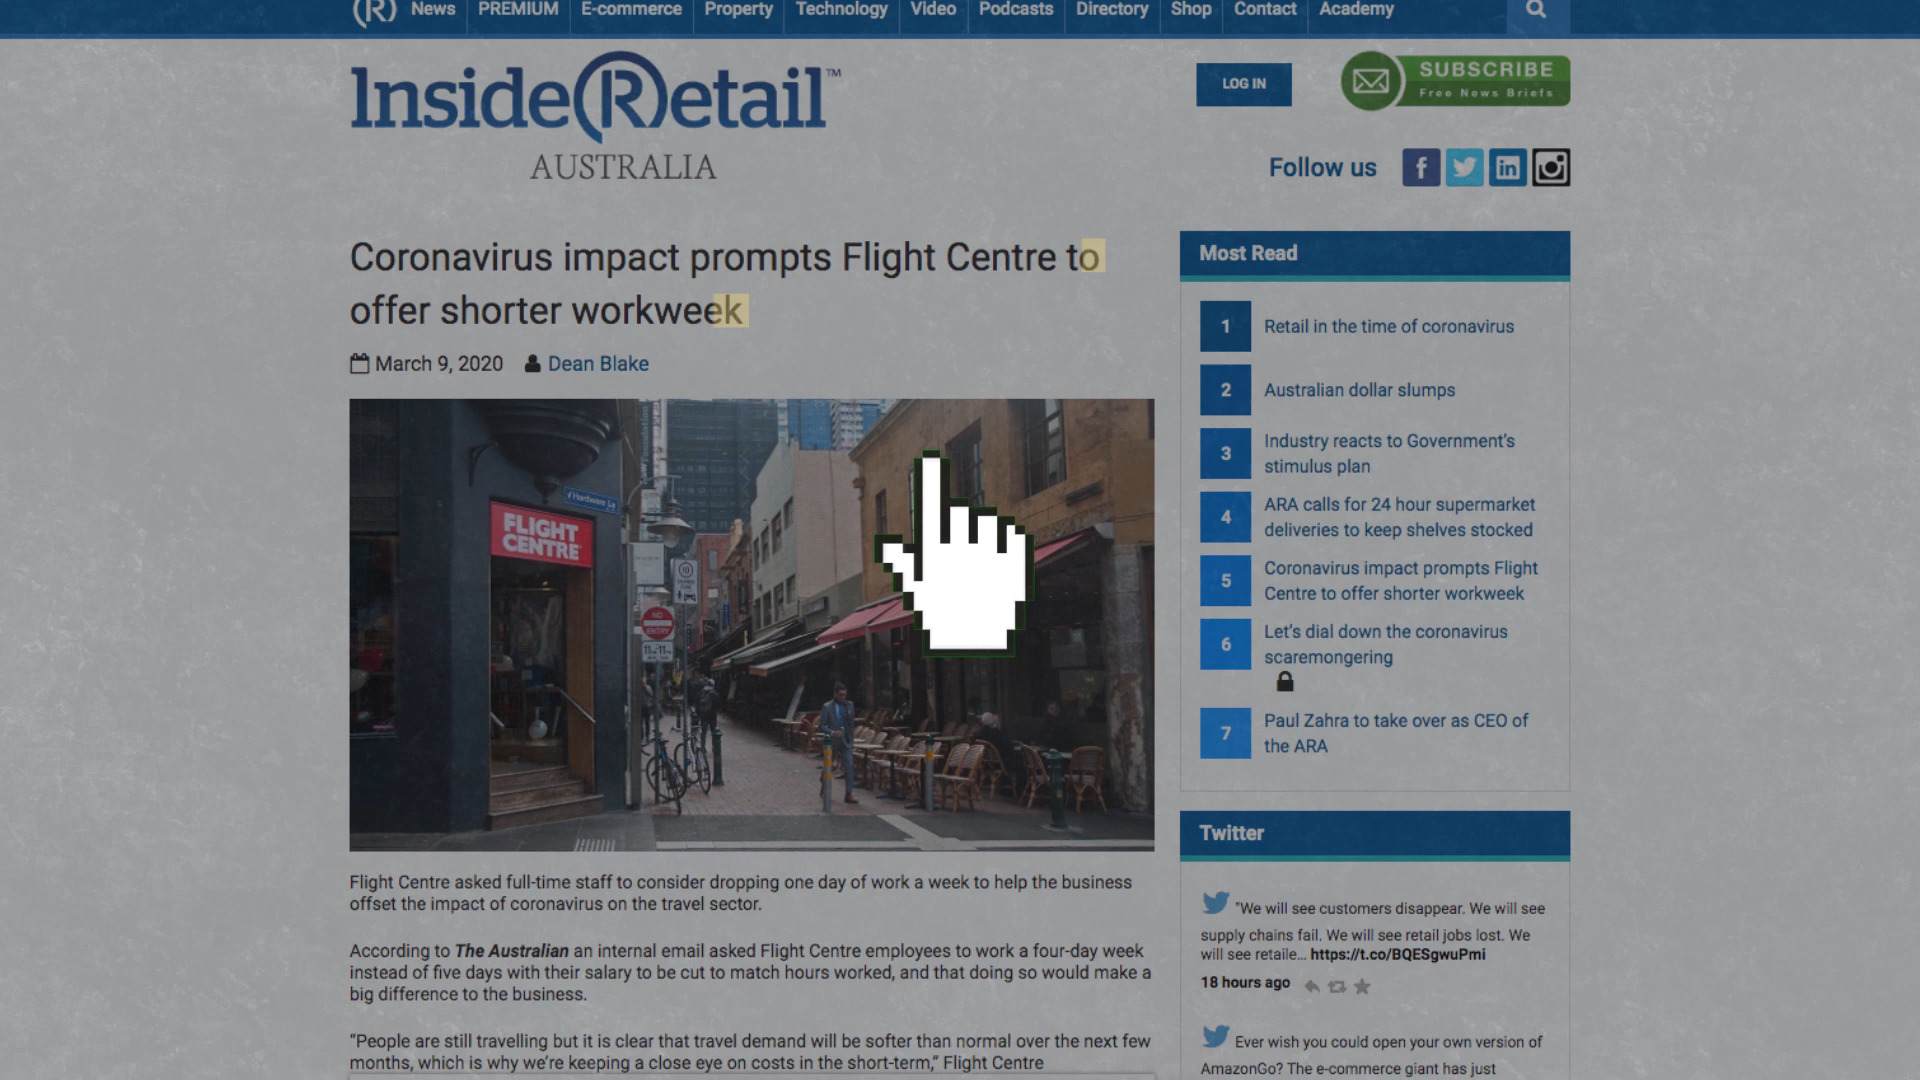 News PREMIUM E-commerce Property Technology Video Podcasts Directory Shop Contact Academy
InsideRetail™
AUSTRALIA
LOG IN
SUBSCRIBE
Free News Briefs
Follow us
Coronavirus impact prompts Flight Centre to
offer shorter workweek
March 9, 2020 Dean Blake
Hardware La
FLIGHT
CENTRE
NO
ENTRY
Flight Centre asked full-time staff to consider dropping one day of work a week to help the business
offset the impact of coronavirus on the travel sector.
According to The Australian an internal email asked Flight Centre employees to work a four-day week
instead of five days with their salary to be cut to match hours worked, and that doing so would make a
big difference to the business.
“People are still travelling but it is clear that travel demand will be softer than normal over the next few
months, which is why we’re keeping a close eye on costs in the short-term,” Flight Centre
Most Read
1 Retail in the time of coronavirus
2 Australian dollar slumps
3 Industry reacts to Government’s
stimulus plan
4 ARA calls for 24 hour supermarket
deliveries to keep shelves stocked
5 Coronavirus impact prompts Flight
Centre to offer shorter workweek
6 Let’s dial down the coronavirus
scaremongering
7 Paul Zahra to take over as CEO of
the ARA
Twitter
"We will see customers disappear. We will see
supply chains fail. We will see retail jobs lost. We
will see retaile... https://t.co/BQESgwuPmi
18 hours ago
Ever wish you could open your own version of
AmazonGo? The e-commerce giant has just